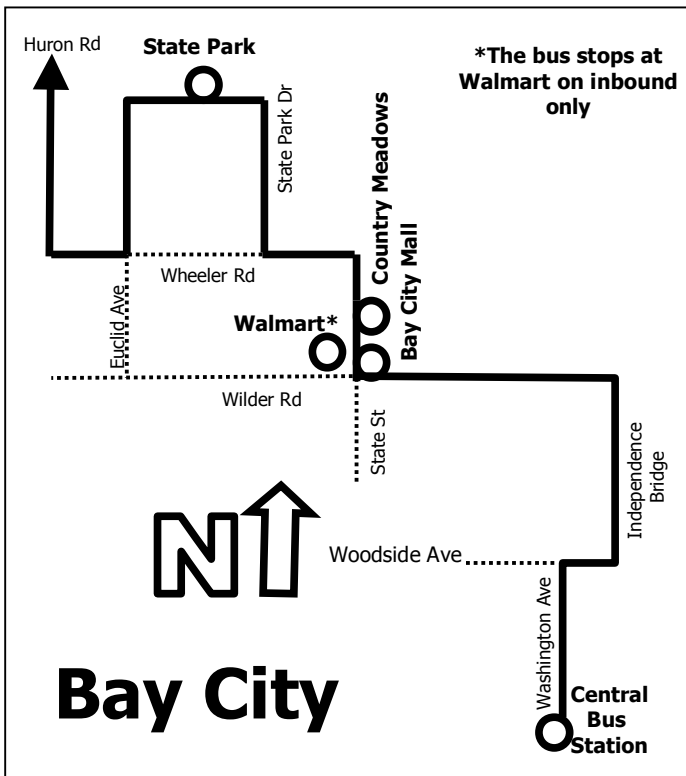 Huron Rd
State Park
*The bus stops at
Walmart on inbound
only
State Park Dr
Country Meadows
Bay City Mall
Wheeler Rd
Euclid Ave
Walmart*
Wilder Rd
State St
Independence
Bridge
N
Woodside Ave
Washington Ave
Bay City
Central
Bus
Station